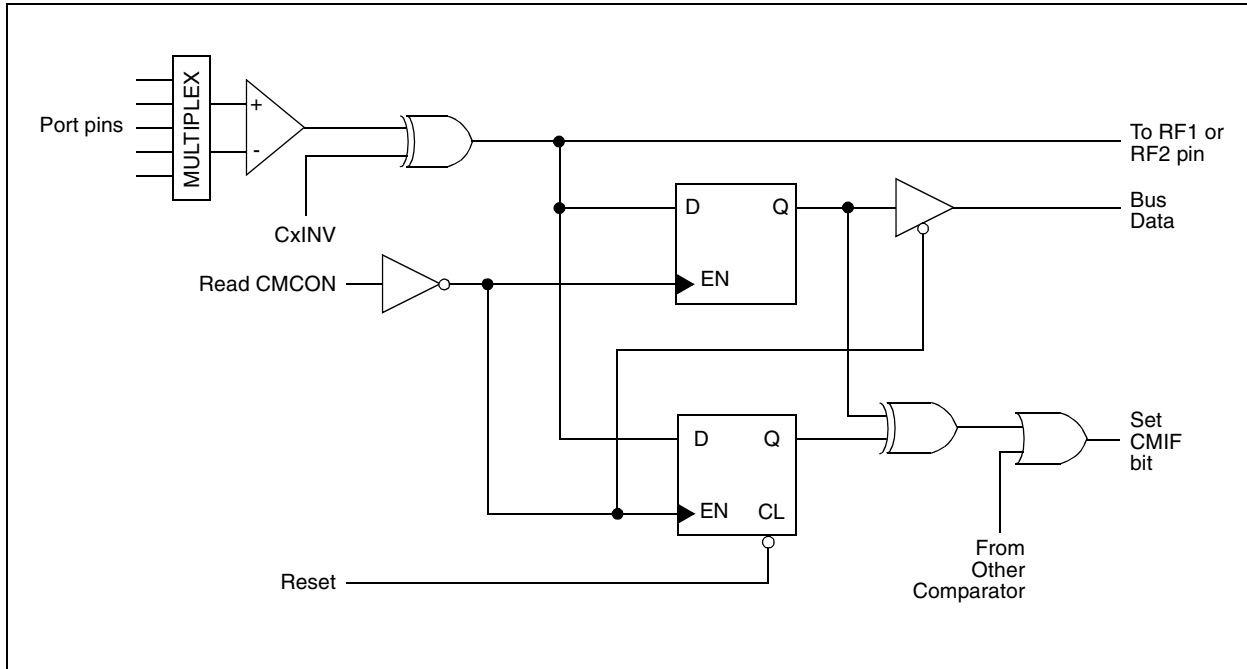 MULTIPLEX
Port pins
+
-
CxINV
To RF1 or
RF2 pin
D
Q
EN
Bus
Data
Read CMCON
D
Q
EN
CL
Set
CMIF
bit
From
Other
Comparator
Reset